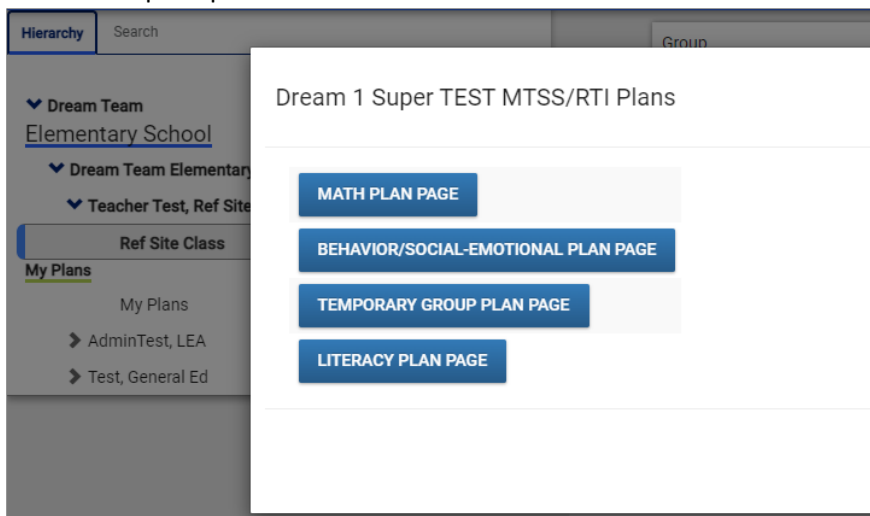 Hierarchy
Search
Group
Dream Team
Elementary School
Dream Team Elementary
Teacher Test, Ref Site
Ref Site Class
My Plans
My Plans
AdminTest, LEA
Test, General Ed
Dream 1 Super TEST MTSS/RTI Plans
MATH PLAN PAGE
BEHAVIOR/SOCIAL-EMOTIONAL PLAN PAGE
TEMPORARY GROUP PLAN PAGE
LITERACY PLAN PAGE